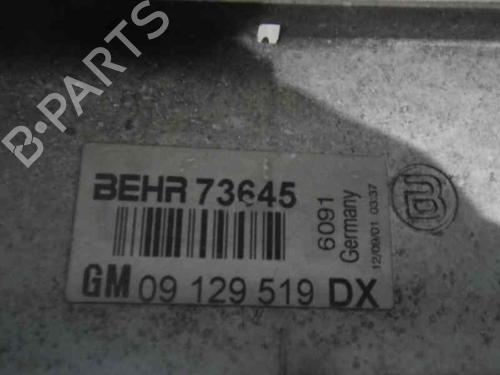 B-PARTS
BEHR 73645
6091
Germany
12/09/01 03:37
GM 09 129 519 DX